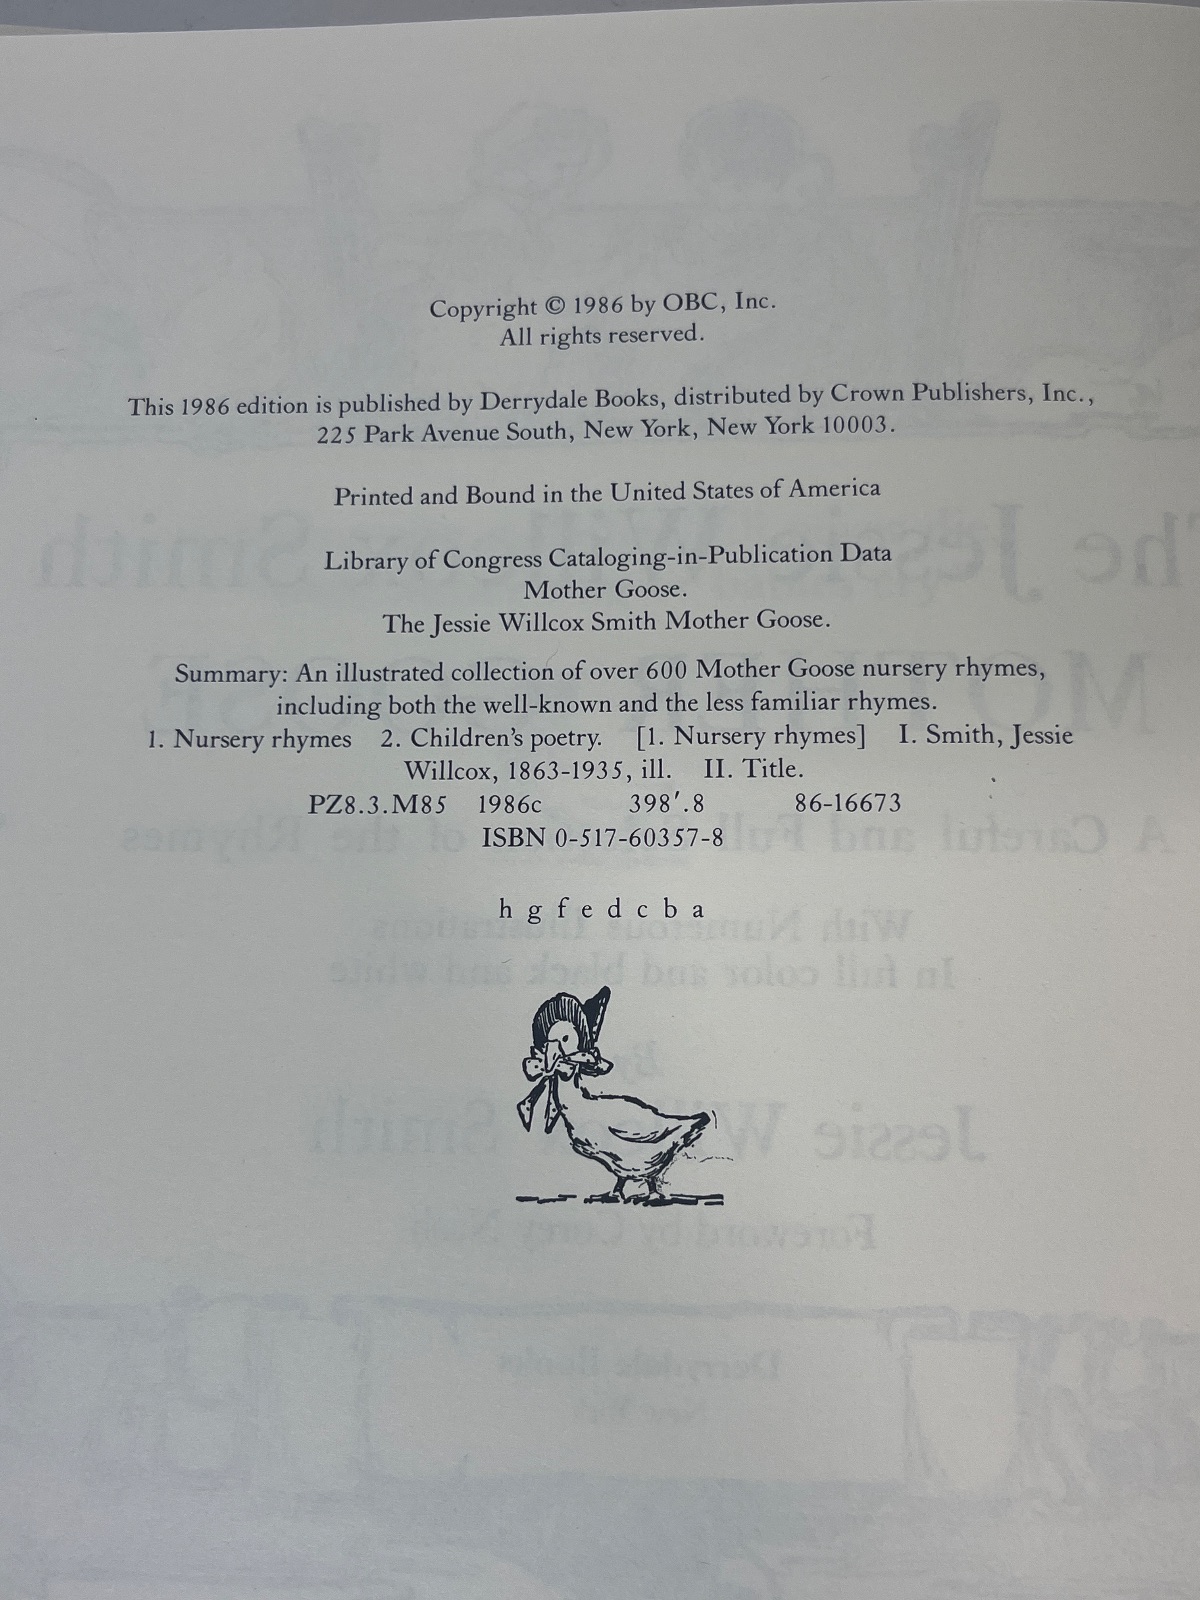 Copyright © 1986 by OBC, Inc.
All rights reserved.
This 1986 edition is published by Derrydale Books, distributed by Crown Publishers, Inc.,
225 Park Avenue South, New York, New York 10003.
Printed and Bound in the United States of America
Library of Congress Cataloging-in-Publication Data
Mother Goose.
The Jessie Willcox Smith Mother Goose.
Summary: An illustrated collection of over 600 Mother Goose nursery rhymes,
including both the well-known and the less familiar rhymes.
1. Nursery rhymes 2. Children's poetry. [1. Nursery rhymes] I. Smith, Jessie
Willcox, 1863-1935, ill. II. Title.
PZ8.3.M85 1986c 398′.8 86-16673
ISBN 0-517-60357-8
h g f e d c b a